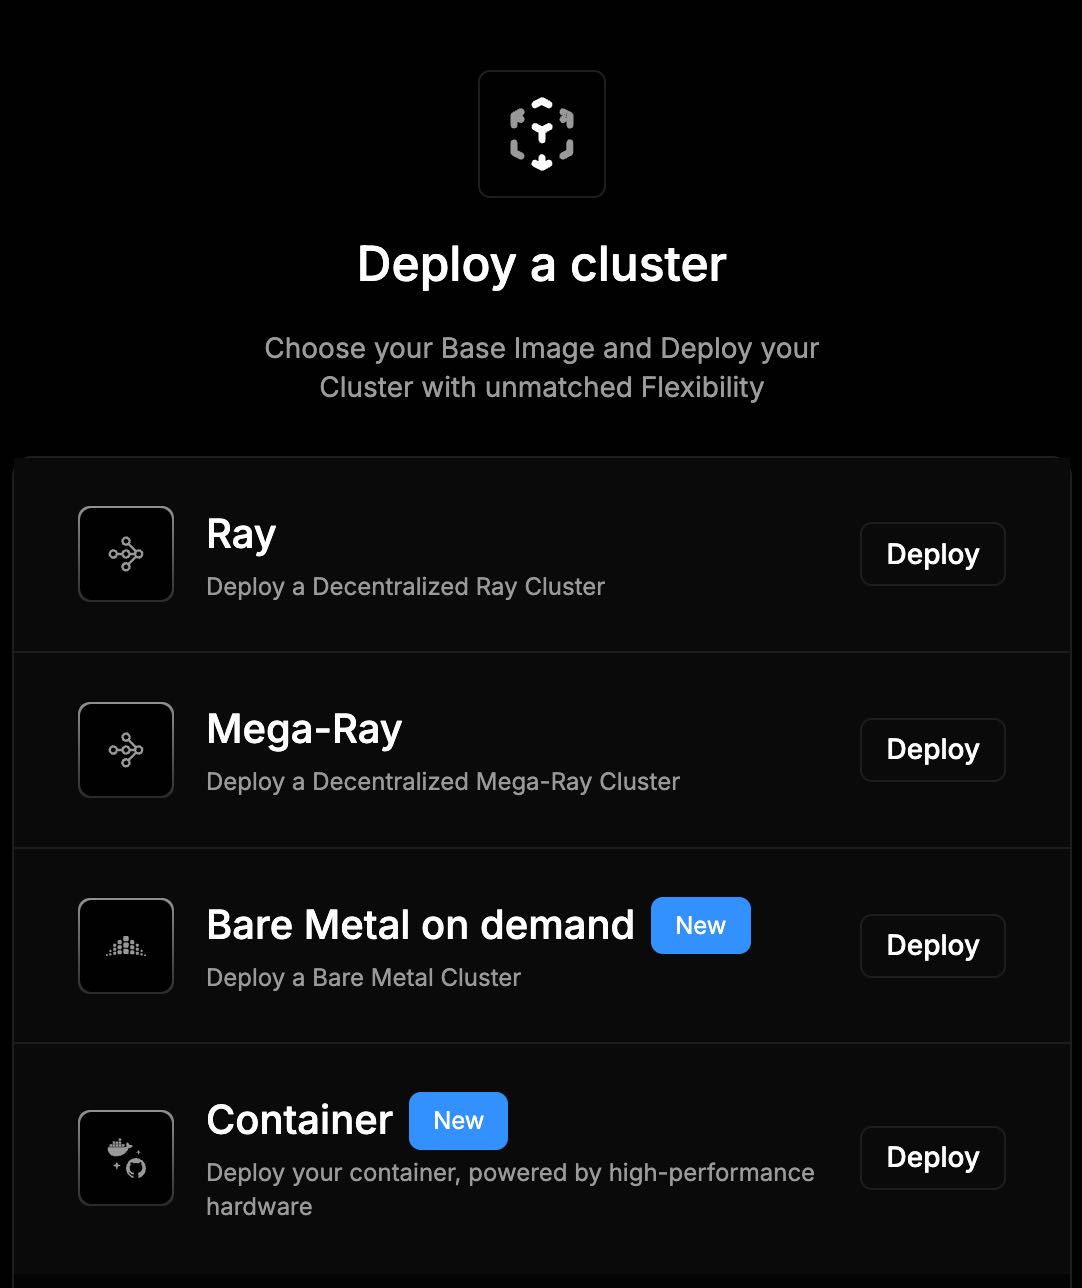 Deploy a cluster
Choose your Base Image and Deploy your
Cluster with unmatched Flexibility
Ray
Deploy a Decentralized Ray Cluster
Deploy
Mega-Ray
Deploy a Decentralized Mega-Ray Cluster
Deploy
Bare Metal on demand New
Deploy a Bare Metal Cluster
Deploy
Container New
Deploy your container, powered by high-performance
hardware
Deploy